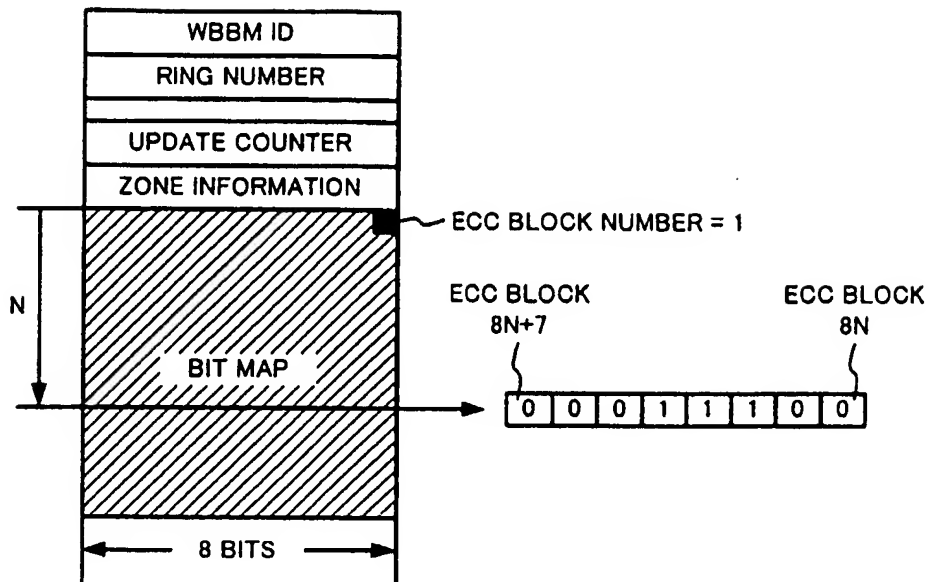 WBBM ID
RING NUMBER
UPDATE COUNTER
ZONE INFORMATION
ECC BLOCK NUMBER = 1
N
ECC BLOCK
8N+7
ECC BLOCK
8N
BIT MAP
0 0 0 1 1 1 0 0
8 BITS